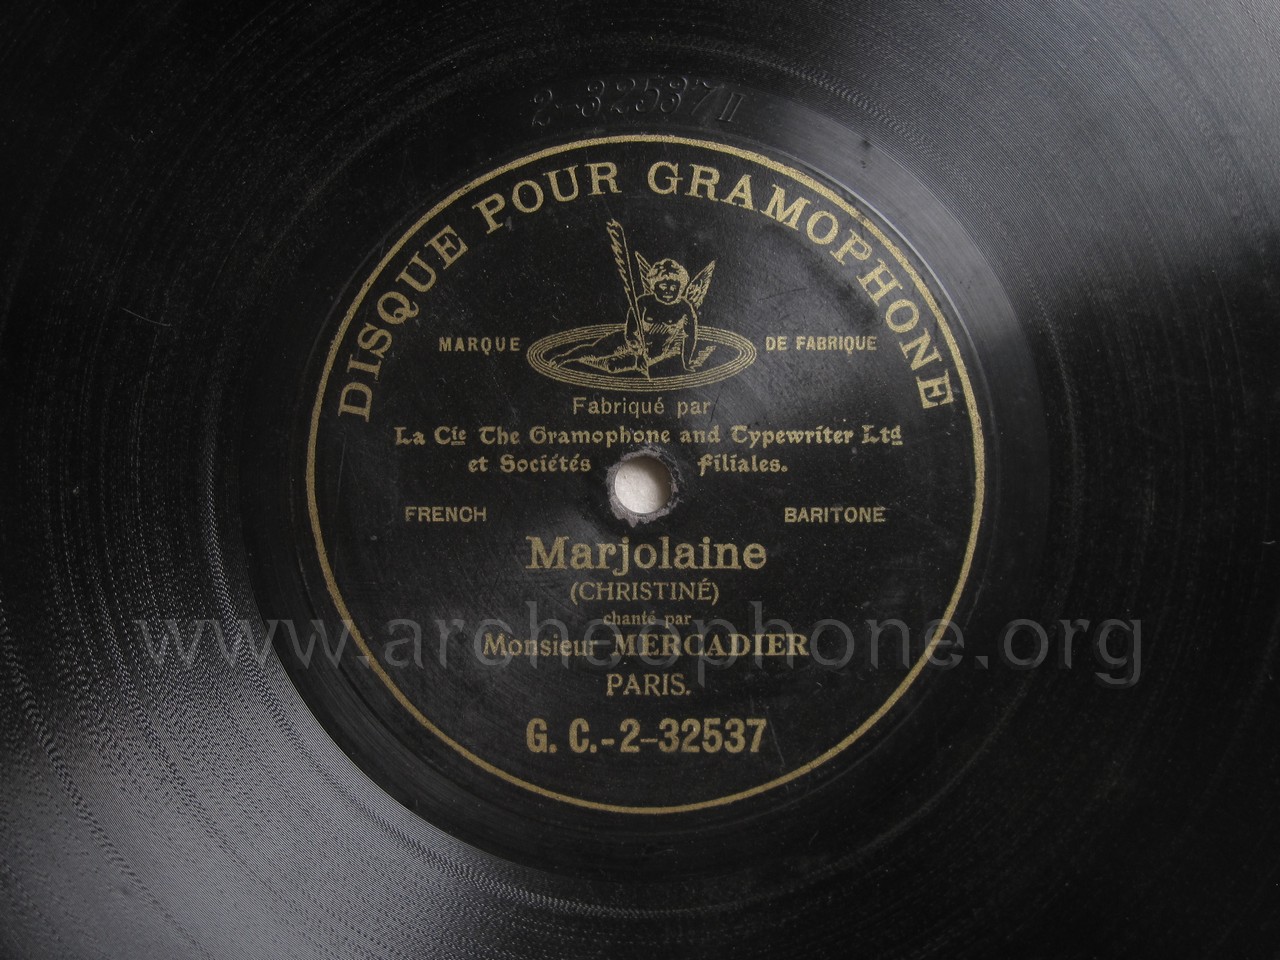 2-32537 II
DISQUE POUR GRAMOPHONE
MARQUE DE FABRIQUE
Fabriqué par
La Cie The Gramophone and Typewriter Ltd
et Sociétés filiales.
FRENCH BARITONE
Marjolaine
(CHRISTINÉ)
chanté par
Monsieur MERCADIER
www.archeophone.org
PARIS.
G. C.-2-32537